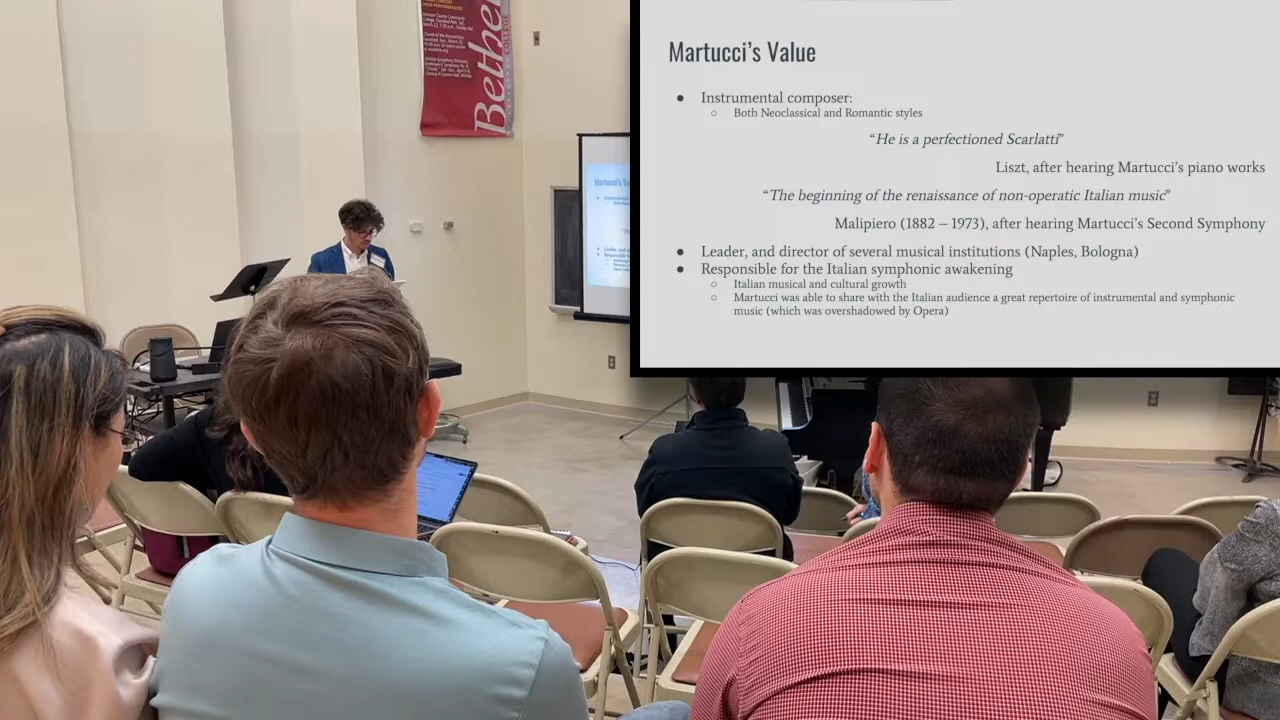 Bethe
COLLEGE
Martucci's Va
Martucci's Value
● Instrumental composer:
○ Both Neoclassical and Romantic styles
“He is a perfectioned Scarlatti”
Liszt, after hearing Martucci's piano works
“The beginning of the renaissance of non-operatic Italian music”
Malipiero (1882 – 1973), after hearing Martucci's Second Symphony
● Leader, and director of several musical institutions (Naples, Bologna)
● Responsible for the Italian symphonic awakening
○ Italian musical and cultural growth
○ Martucci was able to share with the Italian audience a great repertoire of instrumental and symphonic
music (which was overshadowed by Opera)